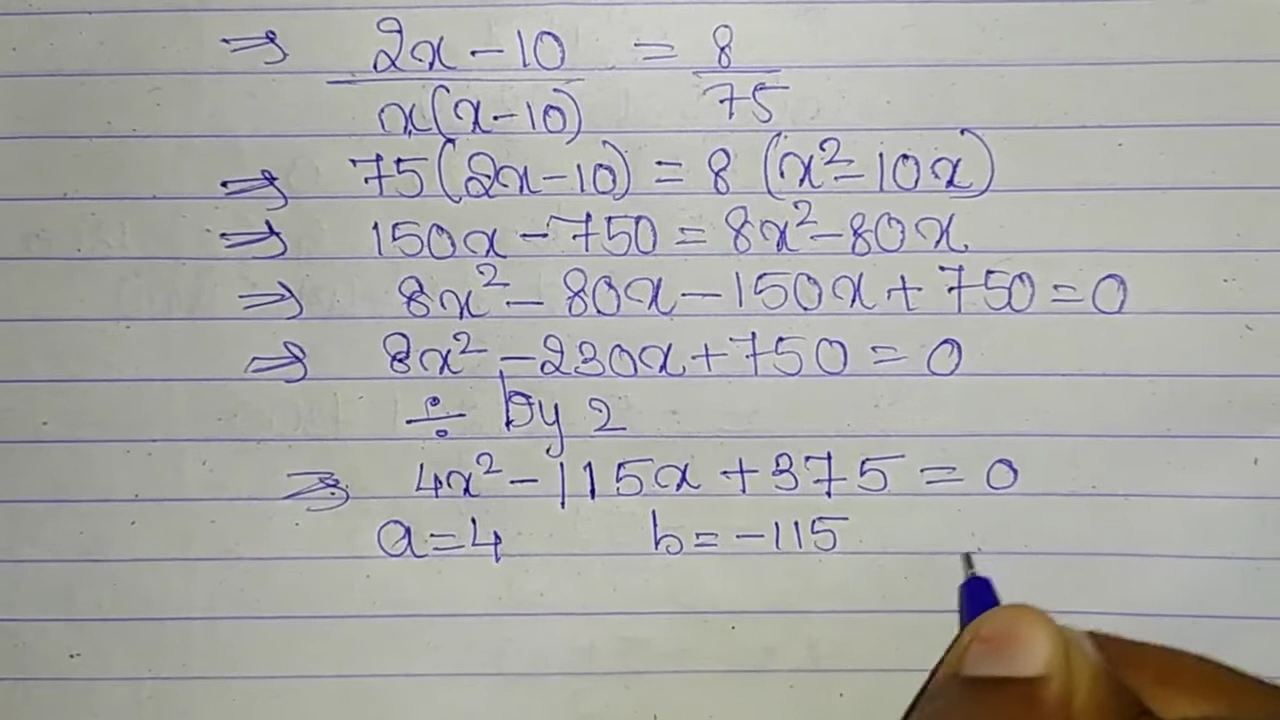 ⇒ (2x-10)/(x(x-10)) = 8/75
⇒ 75(2x-10) = 8(x²-10x)
⇒ 150x-750 = 8x²-80x
⇒ 8x²-80x-150x+750=0
⇒ 8x²-230x+750=0
÷ by 2
⇒ 4x²-115x+375=0
a=4 b=-115